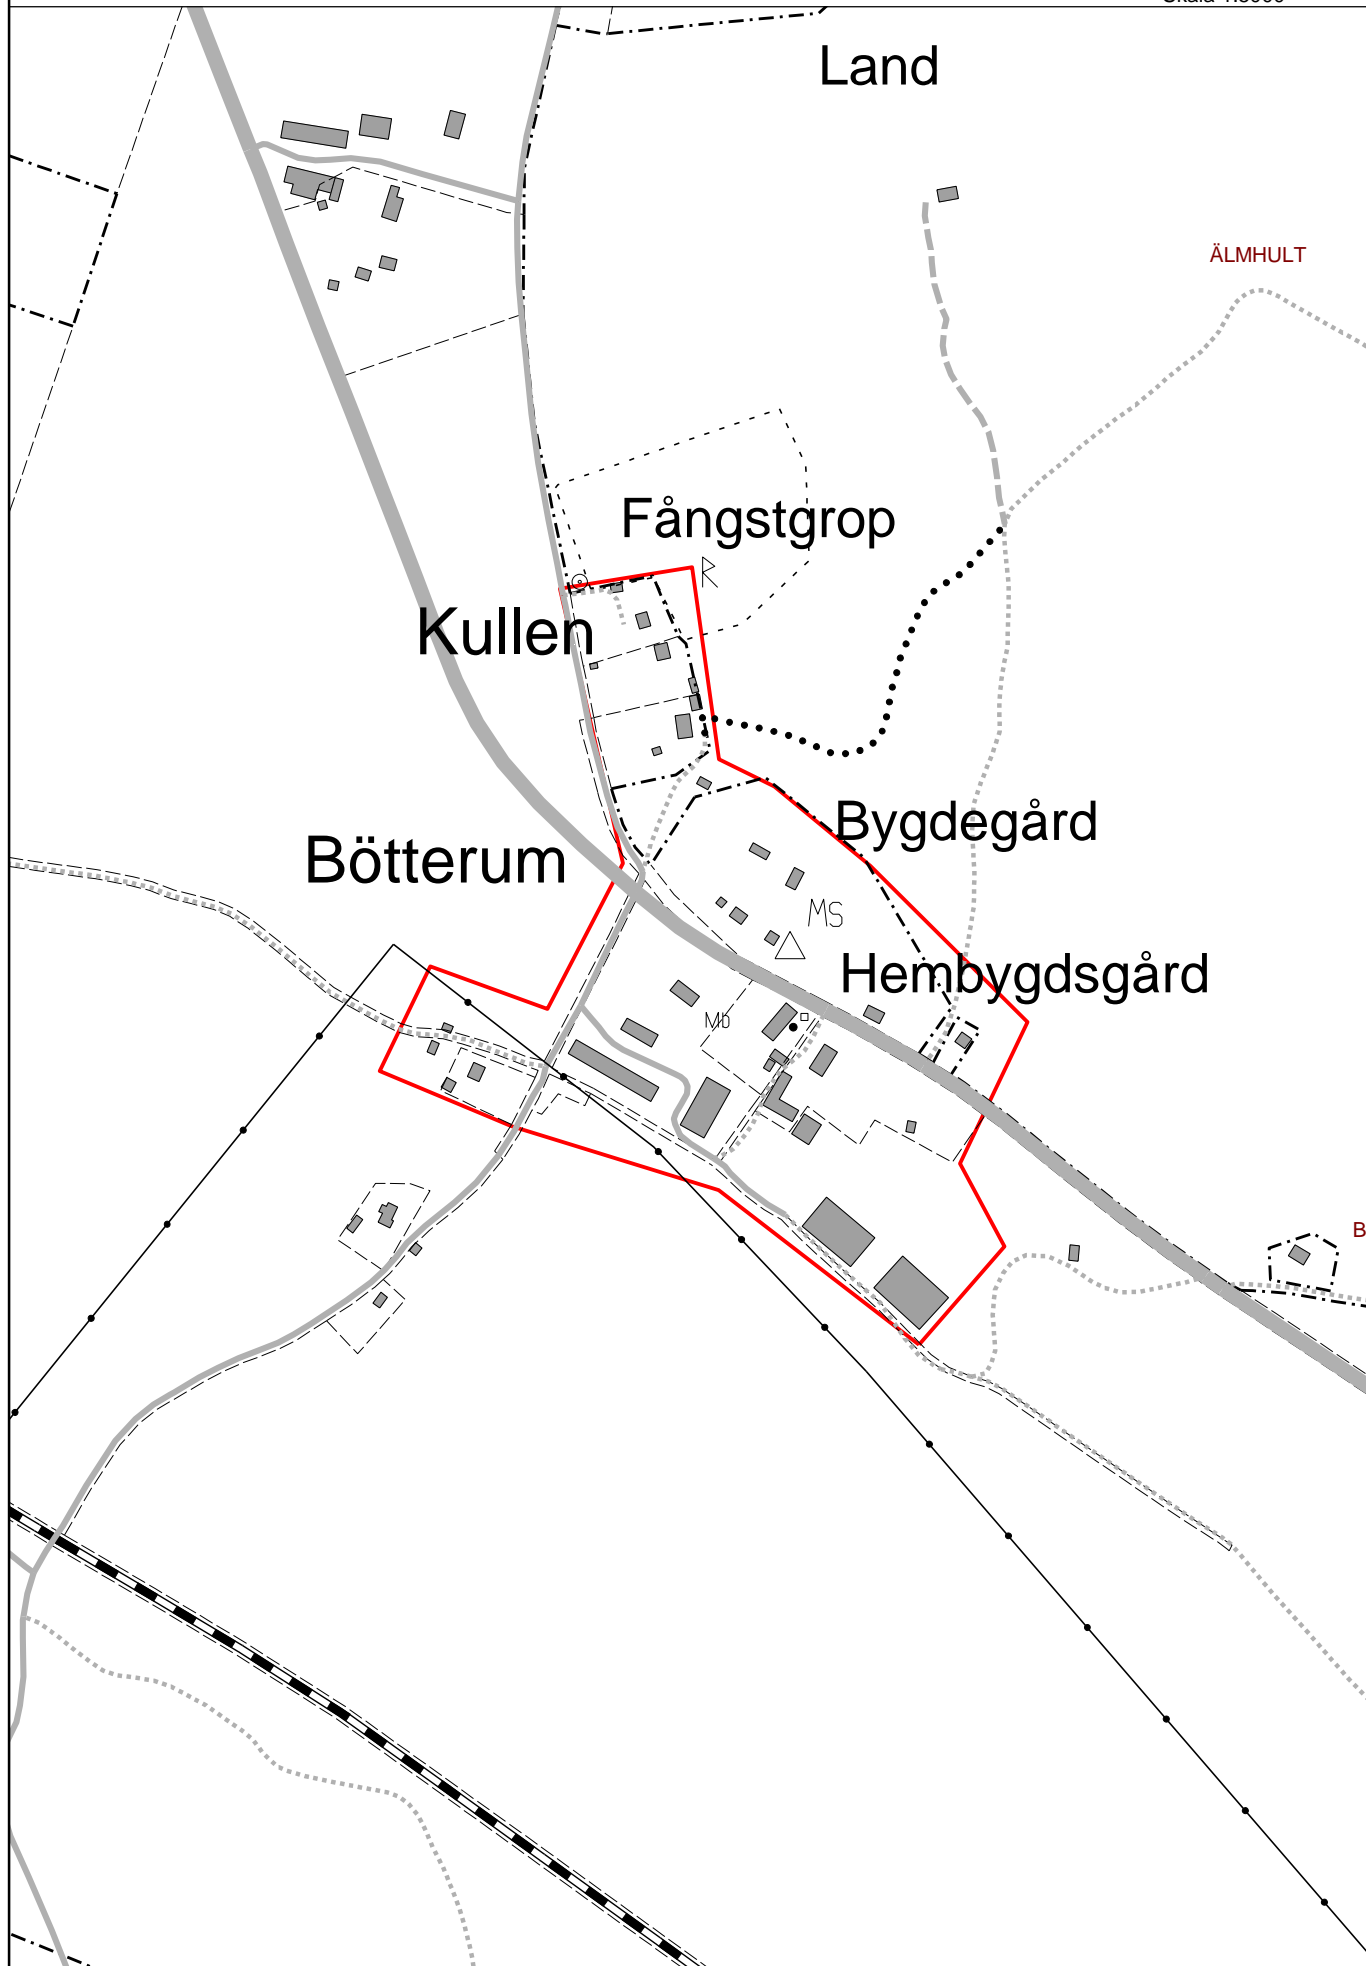 Land
ÄLMHULT
Fångstgrop
R
Kullen
Bygdegård
Bötterum
MS
Hembygdsgård
Mb
B